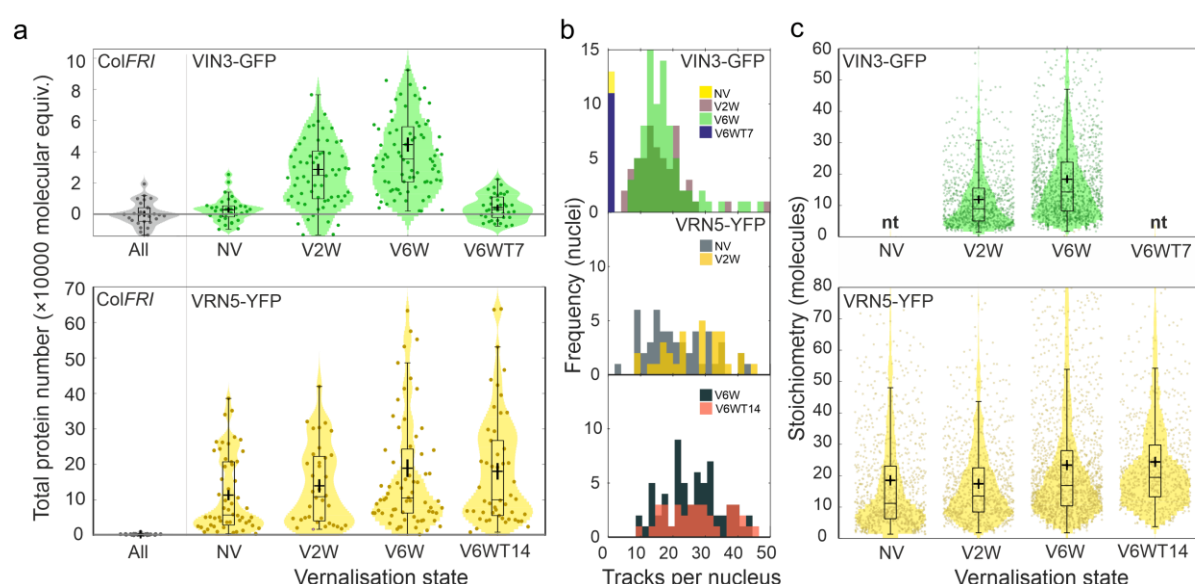 a
b
c
Total protein number (×10000 molecular equiv.)
ColFRI
VIN3-GFP
10
8
6
4
2
0
All
NV
V2W
V6W
V6WT7
ColFRI
VRN5-YFP
70
60
50
40
30
20
10
0
All
NV
V2W
V6W
V6WT14
Vernalisation state
Frequency (nuclei)
15
VIN3-GFP
NV
V2W
V6W
V6WT7
10
5
0
VRN5-YFP
NV
V2W
10
5
0
V6W
V6WT14
10
5
0
0
10
20
30
40
50
Tracks per nucleus
Stoichiometry (molecules)
60
VIN3-GFP
50
40
30
20
10
0
nt
nt
NV
V2W
V6W
V6WT7
80
VRN5-YFP
70
60
50
40
30
20
10
0
NV
V2W
V6W
V6WT14
Vernalisation state